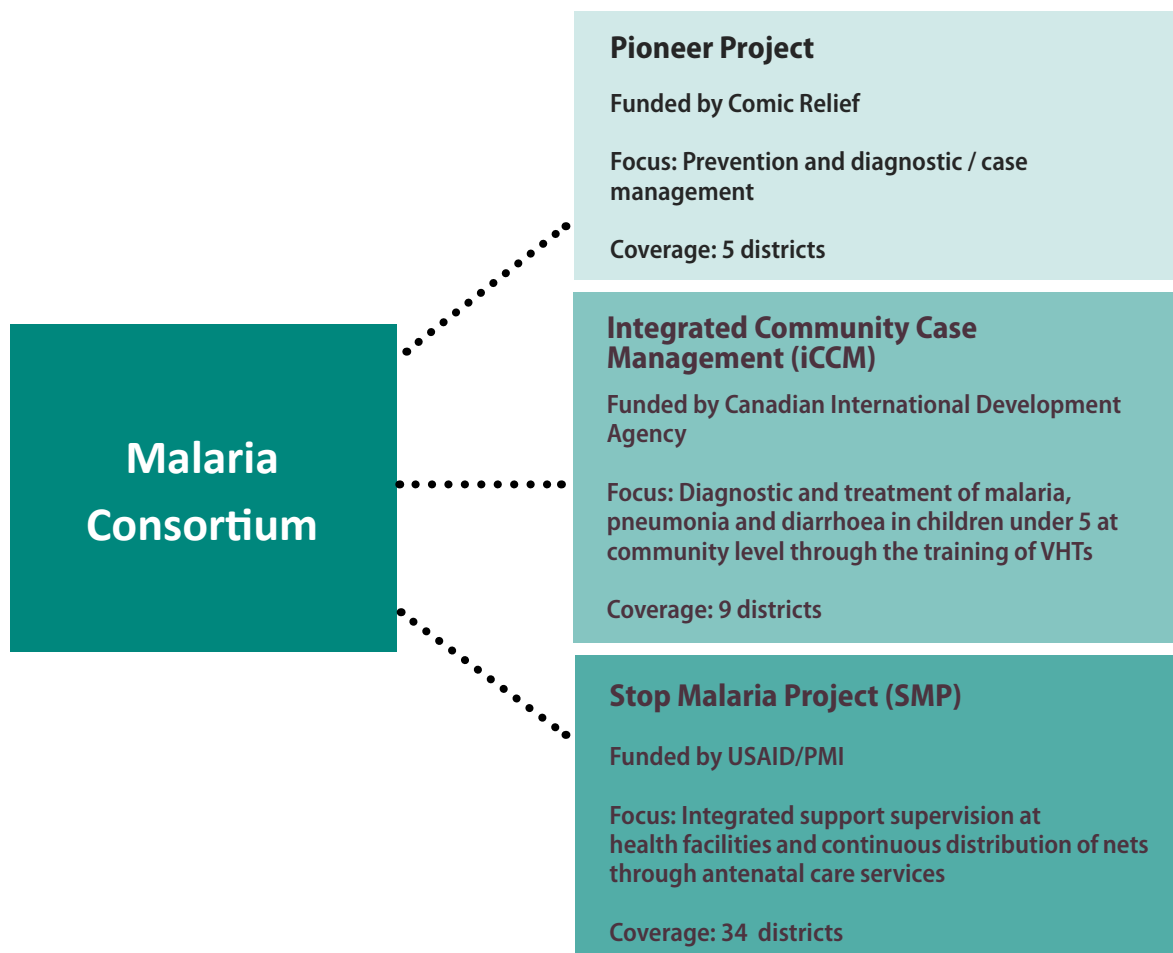 Malaria
Consortium
Pioneer Project
Funded by Comic Relief
Focus: Prevention and diagnostic / case
management
Coverage: 5 districts
Integrated Community Case
Management (iCCM)
Funded by Canadian International Development
Agency
Focus: Diagnostic and treatment of malaria,
pneumonia and diarrhoea in children under 5 at
community level through the training of VHTs
Coverage: 9 districts
Stop Malaria Project (SMP)
Funded by USAID/PMI
Focus: Integrated support supervision at
health facilities and continuous distribution of nets
through antenatal care services
Coverage: 34 districts